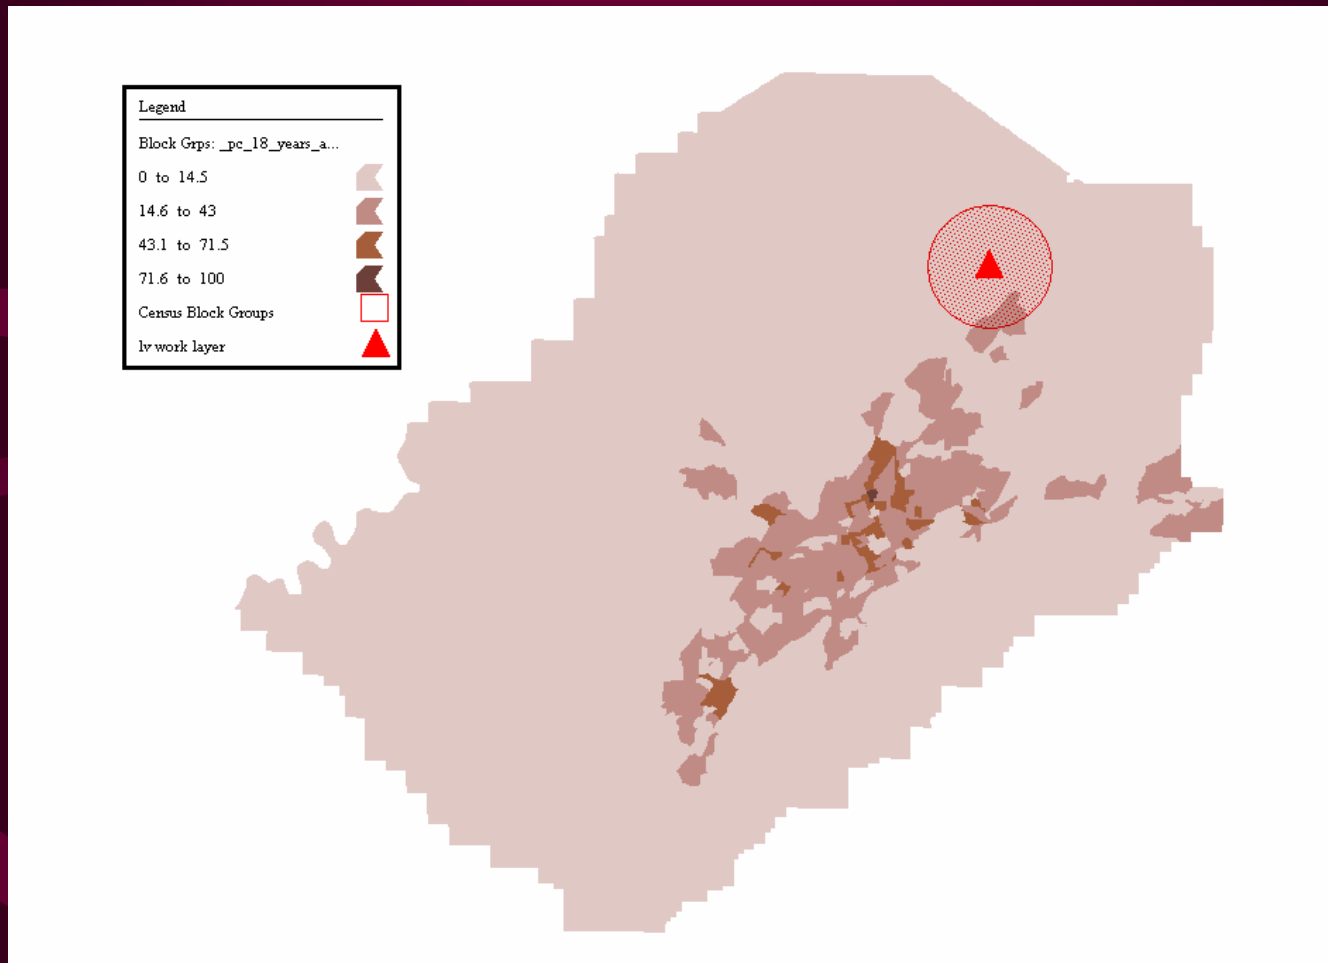 Legend
Block Grps: _pc_18_years_a...
0 to 14.5
14.6 to 43
43.1 to 71.5
71.6 to 100
Census Block Groups
lv work layer